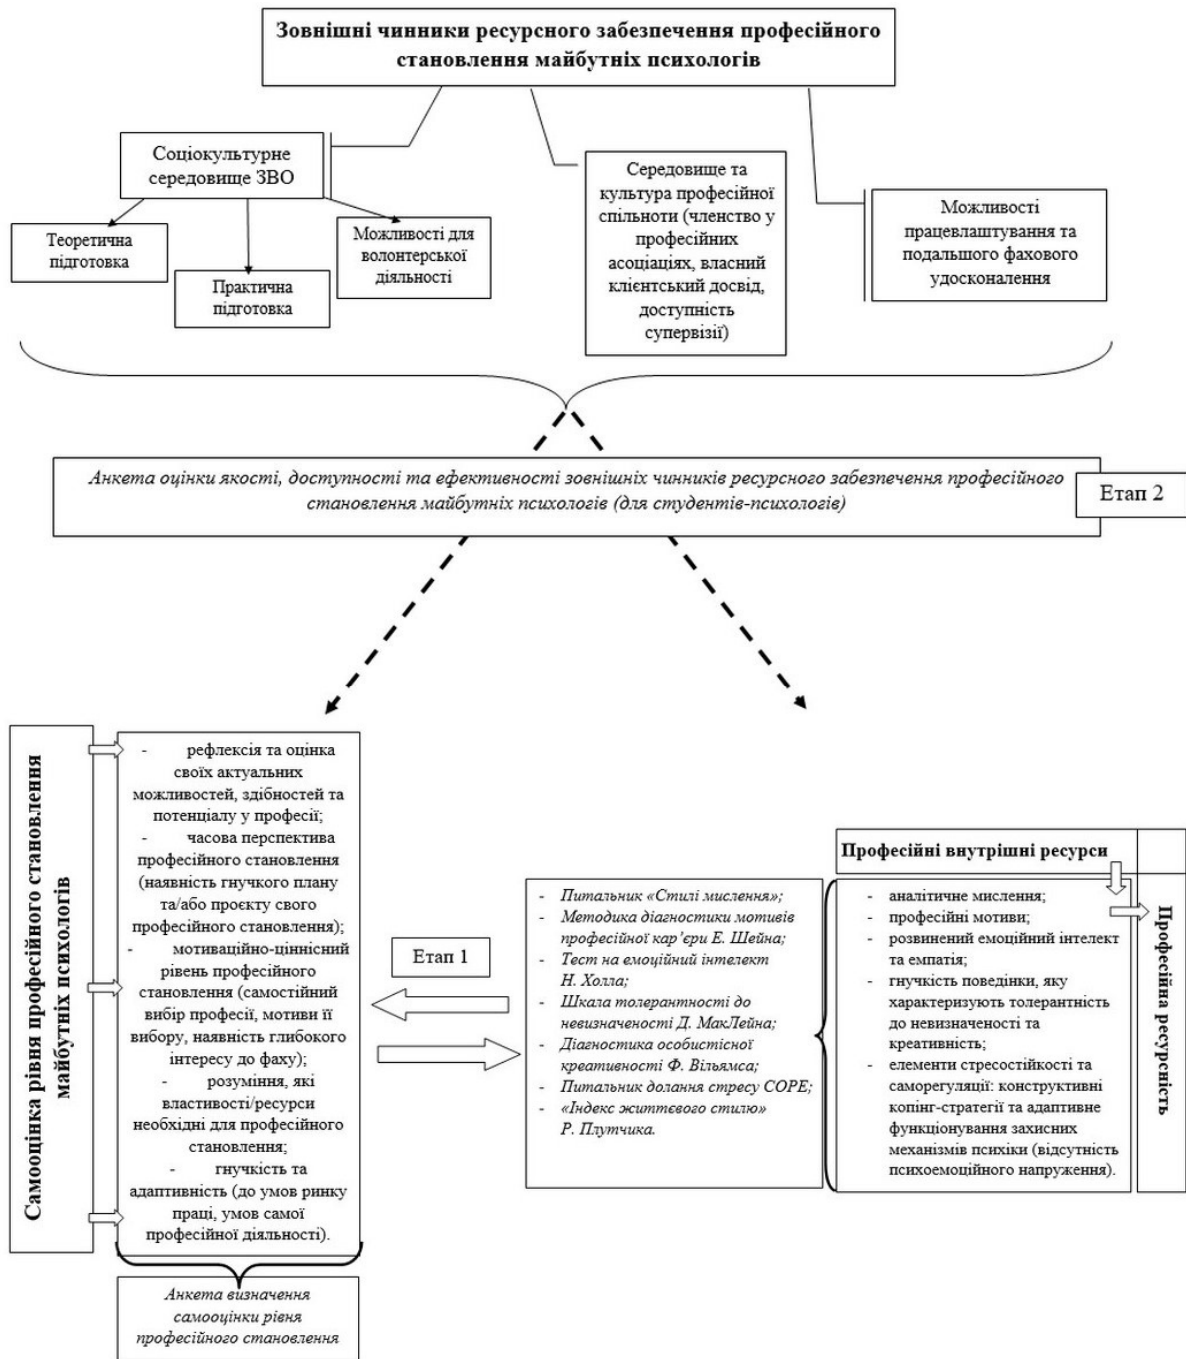 Зовнішні чинники ресурсного забезпечення професійного
становлення майбутніх психологів
Соціокультурне
середовище ЗВО
Теоретична
підготовка
Практична
підготовка
Можливості для
волонтерської
діяльності
Середовище та
культура професійної
спільноти (членство у
професійних
асоціаціях, власний
клієнтський досвід,
доступність
супервізії)
Можливості
працевлаштування та
подальшого фахового
удосконалення
Анкета оцінки якості, доступності та ефективності зовнішніх чинників ресурсного забезпечення професійного
становлення майбутніх психологів (для студентів-психологів)
Етап 2
Самооцінка рівня професійного становлення
майбутніх психологів
- рефлексія та оцінка
своїх актуальних
можливостей, здібностей та
потенціалу у професії;
- часова перспектива
професійного становлення
(наявність гнучкого плану
та/або проєкту свого
професійного становлення);
- мотиваційно-ціннісний
рівень професійного
становлення (самостійний
вибір професії, мотиви її
вибору, наявність глибокого
інтересу до фаху);
- розуміння, які
властивості/ресурси
необхідні для професійного
становлення;
- гнучкість та
адаптивність (до умов ринку
праці, умов самої
професійної діяльності).
Анкета визначення
самооцінки рівня
професійного становлення
Етап 1
- Питальник «Стилі мислення»;
- Методика діагностики мотивів
професійної кар’єри Е. Шейна;
- Тест на емоційний інтелект
Н. Холла;
- Шкала толерантності до
невизначеності Д. МакЛейна;
- Діагностика особистісної
креативності Ф. Вільямса;
- Питальник долання стресу COPE;
- «Індекс життєвого стилю»
Р. Плутчика.
Професійні внутрішні ресурси
- аналітичне мислення;
- професійні мотиви;
- розвинений емоційний інтелект
та емпатія;
- гнучкість поведінки, яку
характеризують толерантність
до невизначеності та
креативність;
- елементи стресостійкості та
саморегуляції: конструктивні
копінг-стратегії та адаптивне
функціонування захисних
механізмів психіки (відсутність
психоемоційного напруження).
Професійна ресурсність